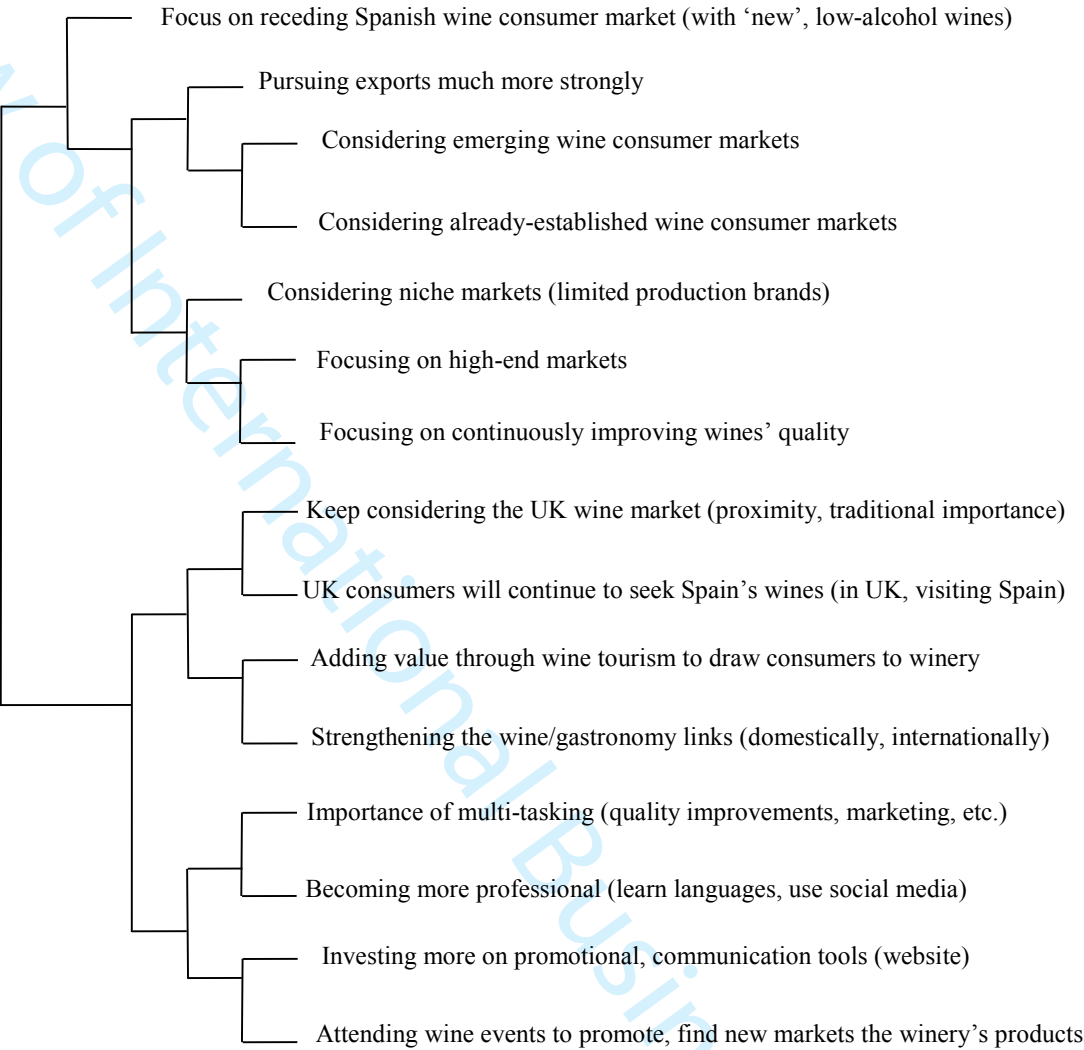 Focus on receding Spanish wine consumer market (with ‘new’, low-alcohol wines)
Pursuing exports much more strongly
Considering emerging wine consumer markets
Considering already-established wine consumer markets
Considering niche markets (limited production brands)
Focusing on high-end markets
Focusing on continuously improving wines’ quality
Keep considering the UK wine market (proximity, traditional importance)
UK consumers will continue to seek Spain’s wines (in UK, visiting Spain)
Adding value through wine tourism to draw consumers to winery
Strengthening the wine/gastronomy links (domestically, internationally)
Importance of multi-tasking (quality improvements, marketing, etc.)
Becoming more professional (learn languages, use social media)
Investing more on promotional, communication tools (website)
Attending wine events to promote, find new markets the winery’s products
of International Busin